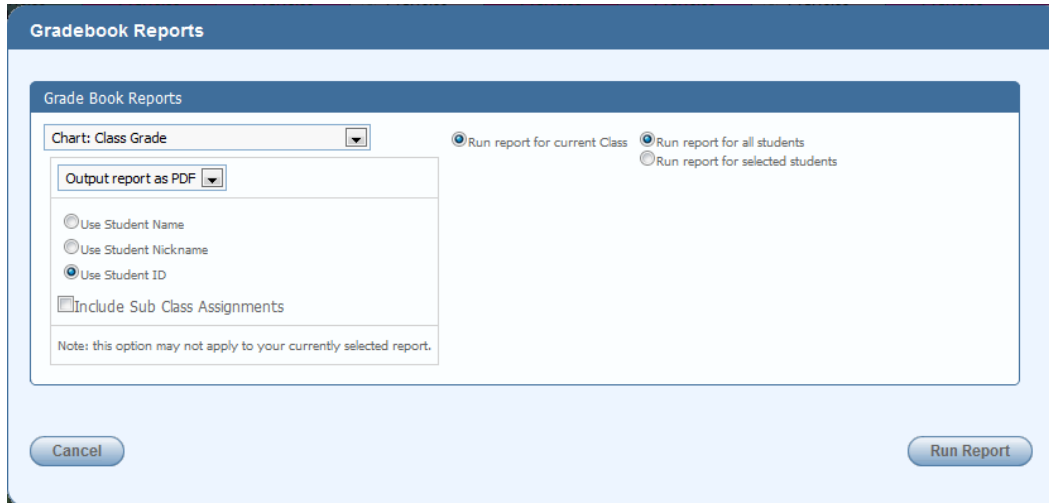 Gradebook Reports
Grade Book Reports
Chart: Class Grade
Run report for current Class
Run report for all students
Run report for selected students
Output report as PDF
Use Student Name
Use Student Nickname
Use Student ID
Include Sub Class Assignments
Note: this option may not apply to your currently selected report.
Cancel
Run Report